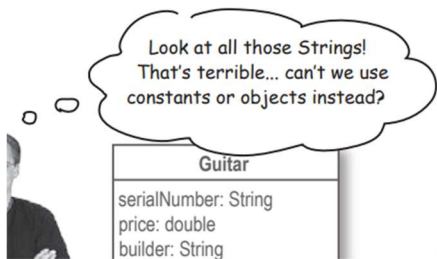 Look at all those Strings!
That's terrible... can't we use
constants or objects instead?
Guitar
serialNumber: String
price: double
builder: String